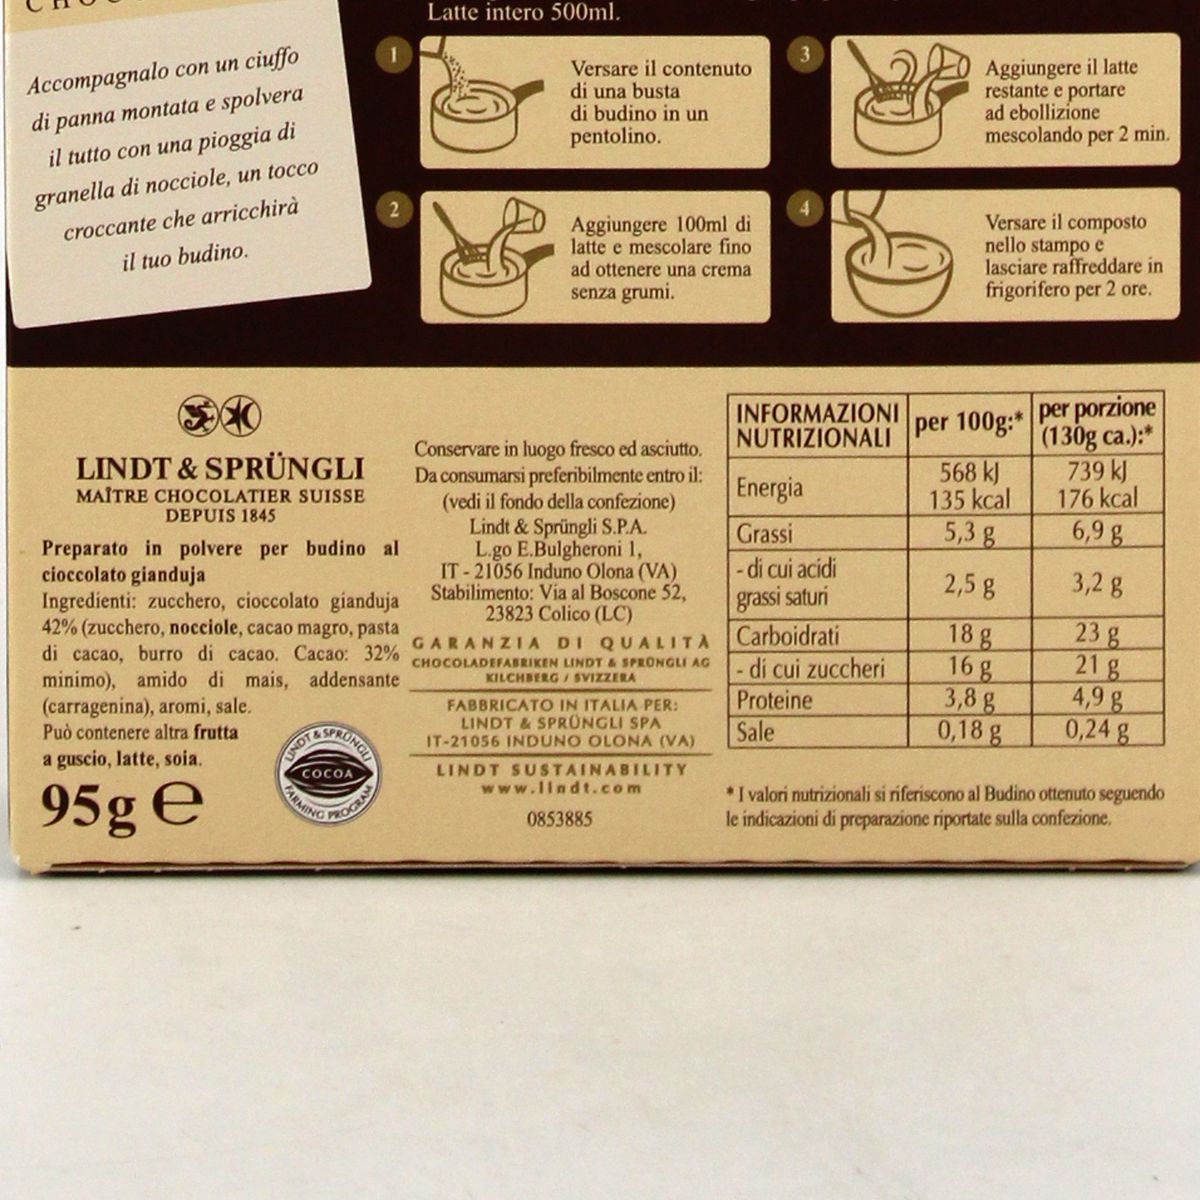 Latte intero 500ml.
Accompagnalo con un ciuffo
di panna montata e spolvera
il tutto con una pioggia di
granella di nocciole, un tocco
croccante che arricchirà
il tuo budino.
1
Versare il contenuto
di una busta
di budino in un
pentolino.
2
Aggiungere 100ml di
latte e mescolare fino
ad ottenere una crema
senza grumi.
3
Aggiungere il latte
restante e portare
ad ebollizione
mescolando per 2 min.
4
Versare il composto
nello stampo e
lasciare raffreddare in
frigorifero per 2 ore.
LINDT & SPRÜNGLI
MAÎTRE CHOCOLATIER SUISSE
DEPUIS 1845
Preparato in polvere per budino al
cioccolato gianduja
Ingredienti: zucchero, cioccolato gianduja
42% (zucchero, nocciole, cacao magro, pasta
di cacao, burro di cacao. Cacao: 32%
minimo), amido di mais, addensante
(carragenina), aromi, sale.
Può contenere altra frutta
a guscio, latte, soia.
95g e
LINDT & SPRÜNGLI
COCOA
FARMING PROGRAM
Conservare in luogo fresco ed asciutto.
Da consumarsi preferibilmente entro il:
(vedi il fondo della confezione)
Lindt & Sprüngli S.P.A.
L.go E.Bulgheroni 1,
IT - 21056 Induno Olona (VA)
Stabilimento: Via al Boscone 52,
23823 Colico (LC)
GARANZIA DI QUALITÀ
CHOCOLADEFABRIKEN LINDT & SPRÜNGLI AG
KILCHBERG / SVIZZERA
FABBRICATO IN ITALIA PER:
LINDT & SPRÜNGLI SPA
IT-21056 INDUNO OLONA (VA)
LINDT SUSTAINABILITY
www.lindt.com
0853885
INFORMAZIONI NUTRIZIONALI per 100g:* per porzione (130g ca.):*
Energia 568 kJ 135 kcal 739 kJ 176 kcal
Grassi 5,3 g 6,9 g
- di cui acidi grassi saturi 2,5 g 3,2 g
Carboidrati 18 g 23 g
- di cui zuccheri 16 g 21 g
Proteine 3,8 g 4,9 g
Sale 0,18 g 0,24 g
* I valori nutrizionali si riferiscono al Budino ottenuto seguendo
le indicazioni di preparazione riportate sulla confezione.